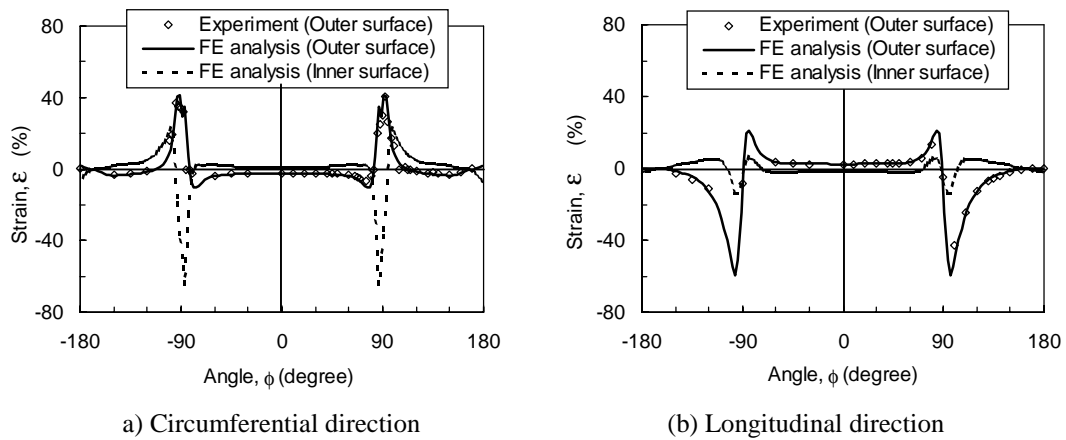 80
Experiment (Outer surface)
FE analysis (Outer surface)
FE analysis (Inner surface)
40
0
-40
-80
Strain, ε (%)
-180
-90
0
90
180
Angle, ϕ (degree)
a) Circumferential direction
80
Experiment (Outer surface)
FE analysis (Outer surface)
FE analysis (Inner surface)
40
0
-40
-80
Strain, ε (%)
-180
-90
0
90
180
Angle, ϕ (degree)
(b) Longitudinal direction